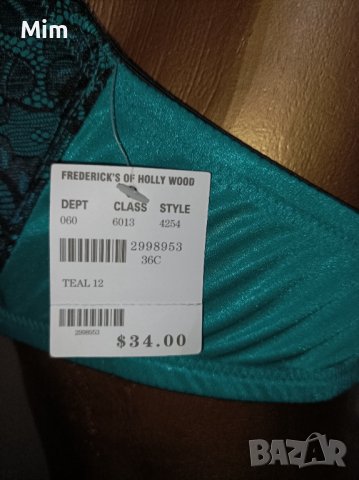 Mim
FREDERICK'S OF HOLLY WOOD
DEPT CLASS STYLE
060 6013 4254
2998953
36C
TEAL 12
2998953
$34.00
BAZAR